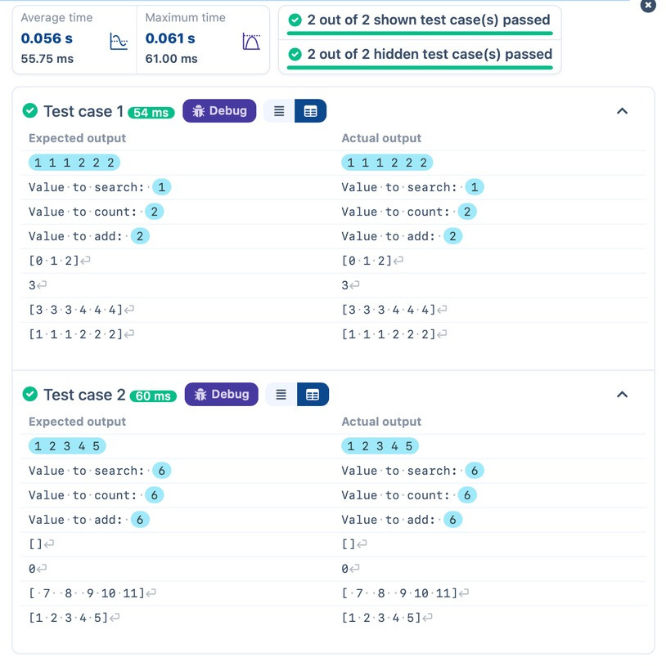 Average time
0.056 s
55.75 ms
Maximum time
0.061 s
61.00 ms
2 out of 2 shown test case(s) passed
2 out of 2 hidden test case(s) passed
Test case 1 54 ms Debug
Expected output Actual output
1 1 1 2 2 2 1 1 1 2 2 2
Value·to·search:· 1 Value·to·search:· 1
Value·to·count:· 2 Value·to·count:· 2
Value·to·add:· 2 Value·to·add:· 2
[0·1·2]↵ [0·1·2]↵
3↵ 3↵
[3·3·3·4·4·4]↵ [3·3·3·4·4·4]↵
[1·1·1·2·2·2]↵ [1·1·1·2·2·2]↵
Test case 2 60 ms Debug
Expected output Actual output
1 2 3 4 5 1 2 3 4 5
Value·to·search:· 6 Value·to·search:· 6
Value·to·count:· 6 Value·to·count:· 6
Value·to·add:· 6 Value·to·add:· 6
[]↵ []↵
0↵ 0↵
[·7··8··9·10·11]↵ [·7··8··9·10·11]↵
[1·2·3·4·5]↵ [1·2·3·4·5]↵